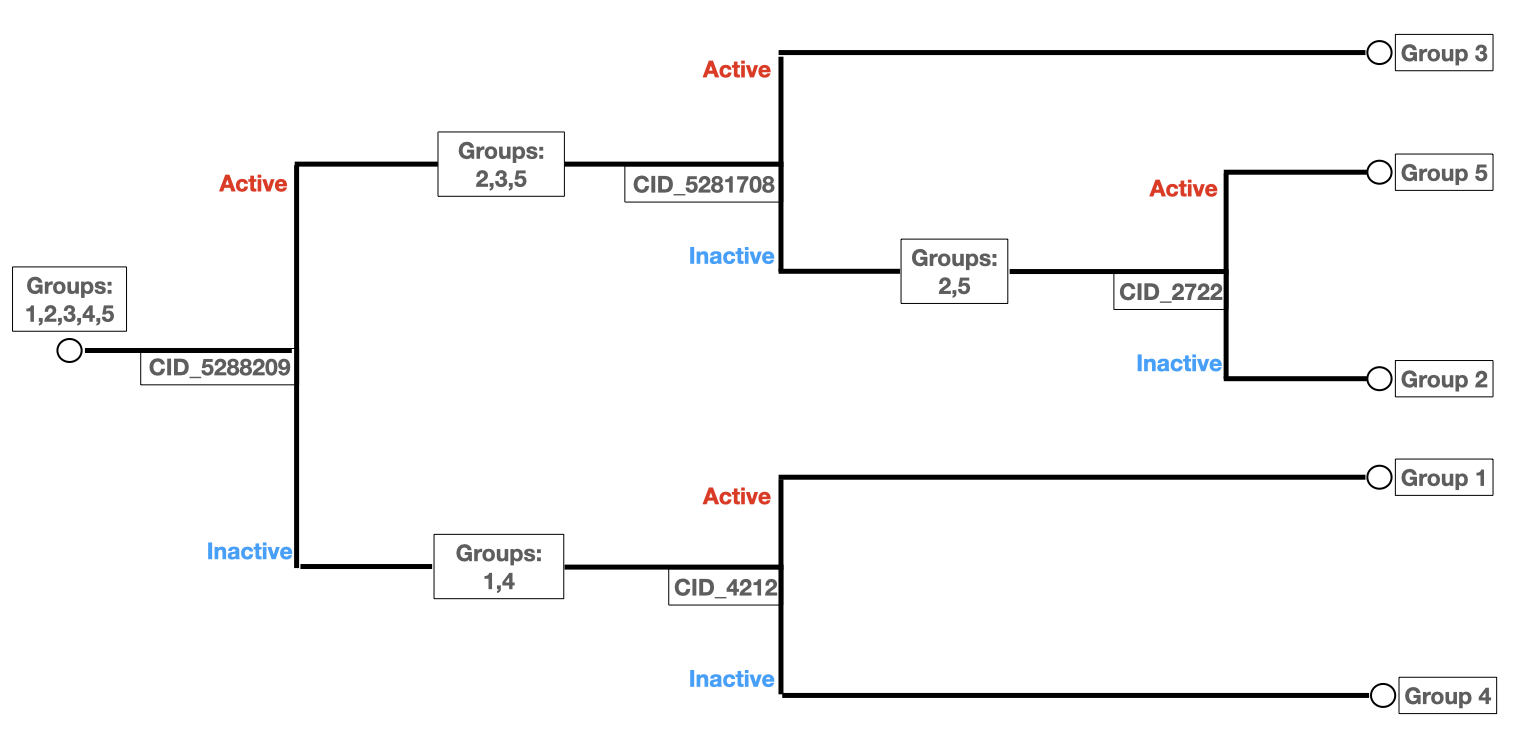 Active
Group 3
Groups:
2,3,5
Active
CID_5281708
Active
Group 5
Inactive
Groups:
2,5
Groups:
1,2,3,4,5
CID_2722
CID_5288209
Inactive
Group 2
Active
Group 1
Inactive
Groups:
1,4
CID_4212
Inactive
Group 4